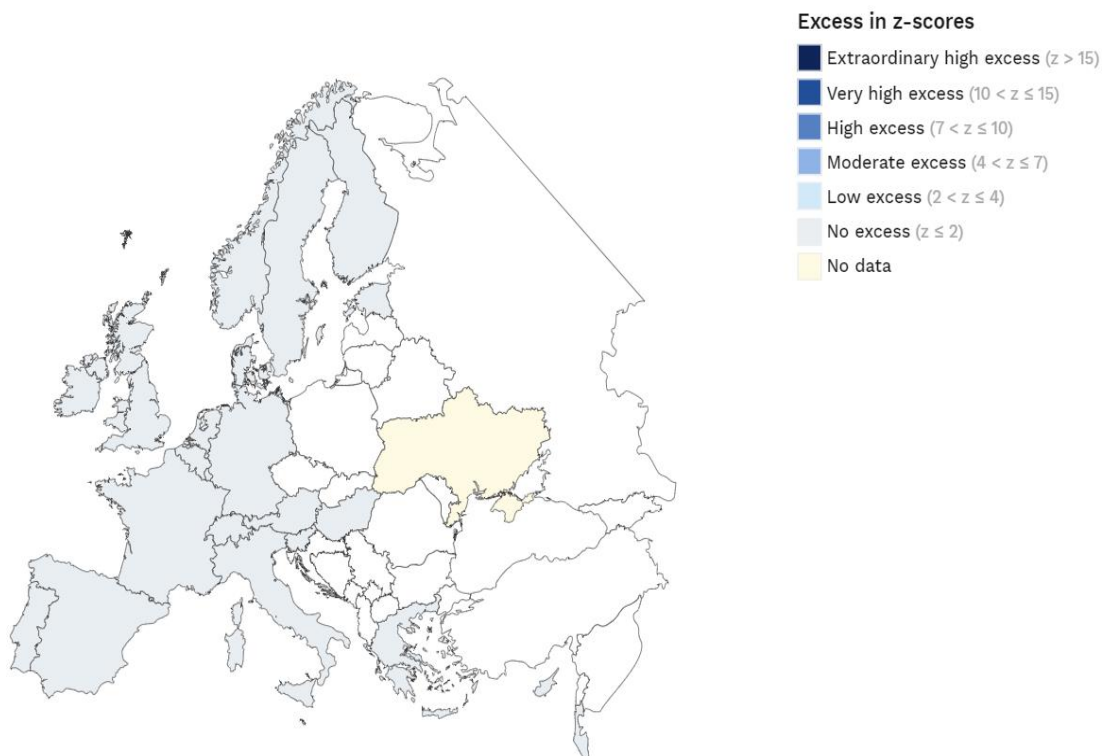 Excess in z-scores
Extraordinary high excess (z > 15)
Very high excess (10 < z ≤ 15)
High excess (7 < z ≤ 10)
Moderate excess (4 < z ≤ 7)
Low excess (2 < z ≤ 4)
No excess (z ≤ 2)
No data